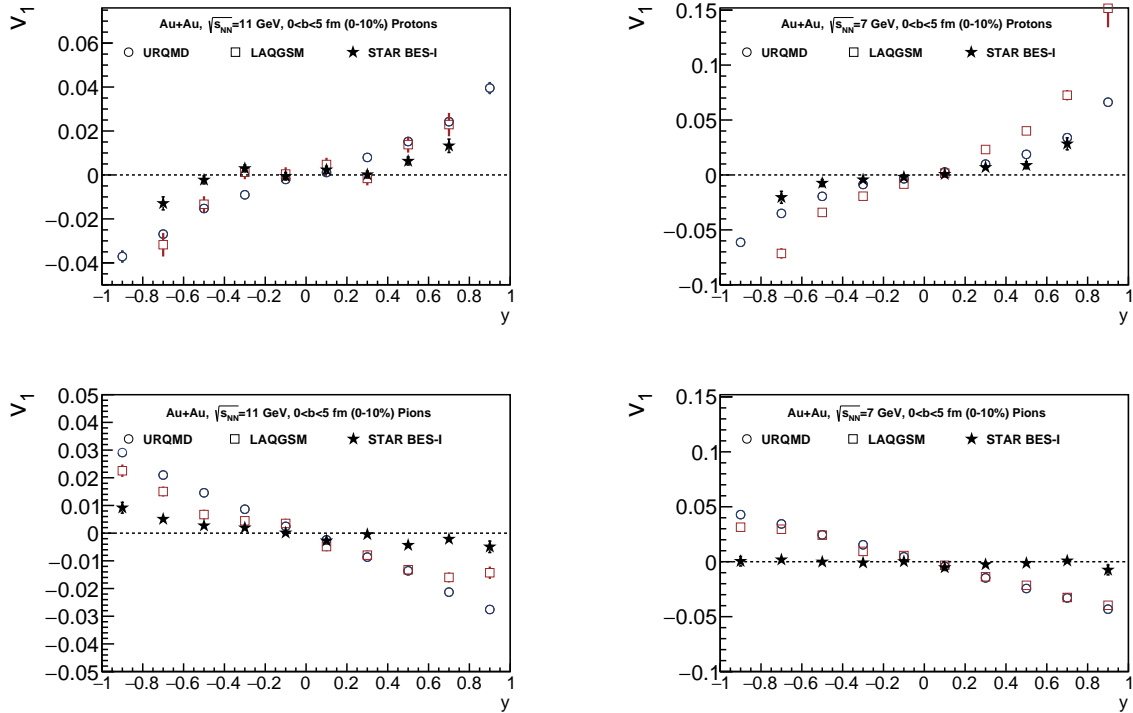 v1
Au+Au, √sNN=11 GeV, 0<b<5 fm (0-10%) Protons
URQMD LAQGSM STAR BES-I
0.06
0.04
0.02
0
−0.02
−0.04
−1 −0.8 −0.6 −0.4 −0.2 0 0.2 0.4 0.6 0.8 1
y
v1
Au+Au, √sNN=7 GeV, 0<b<5 fm (0-10%) Protons
URQMD LAQGSM STAR BES-I
0.15
0.1
0.05
0
−0.05
−0.1
−1 −0.8 −0.6 −0.4 −0.2 0 0.2 0.4 0.6 0.8 1
y
v1
Au+Au, √sNN=11 GeV, 0<b<5 fm (0-10%) Pions
URQMD LAQGSM STAR BES-I
0.05
0.04
0.03
0.02
0.01
0
−0.01
−0.02
−0.03
−0.04
−0.05
−1 −0.8 −0.6 −0.4 −0.2 0 0.2 0.4 0.6 0.8 1
y
v1
Au+Au, √sNN=7 GeV, 0<b<5 fm (0-10%) Pions
URQMD LAQGSM STAR BES-I
0.15
0.1
0.05
0
−0.05
−0.1
−1 −0.8 −0.6 −0.4 −0.2 0 0.2 0.4 0.6 0.8 1
y